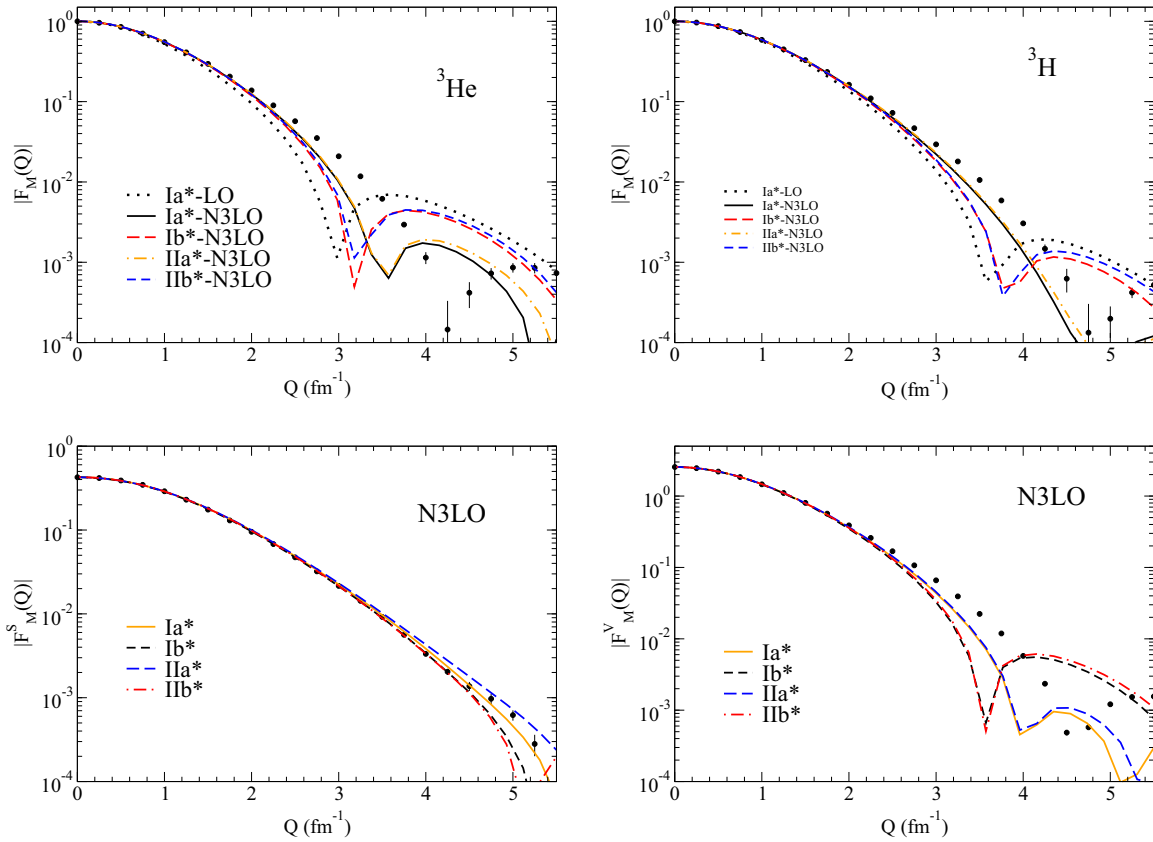 10^0
10^-1
10^-2
10^-3
10^-4
|F_M(Q)|
^3He
Ia*-LO
Ia*-N3LO
Ib*-N3LO
IIa*-N3LO
IIb*-N3LO
0 1 2 3 4 5
Q (fm^-1)
10^0
10^-1
10^-2
10^-3
10^-4
|F_M(Q)|
^3H
Ia*-LO
Ia*-N3LO
Ib*-N3LO
IIa*-N3LO
IIb*-N3LO
0 1 2 3 4 5
Q (fm^-1)
10^0
10^-1
10^-2
10^-3
10^-4
|F^S_M(Q)|
N3LO
Ia*
Ib*
IIa*
IIb*
0 1 2 3 4 5
Q (fm^-1)
10^0
10^-1
10^-2
10^-3
10^-4
|F^V_M(Q)|
N3LO
Ia*
Ib*
IIa*
IIb*
0 1 2 3 4 5
Q (fm^-1)